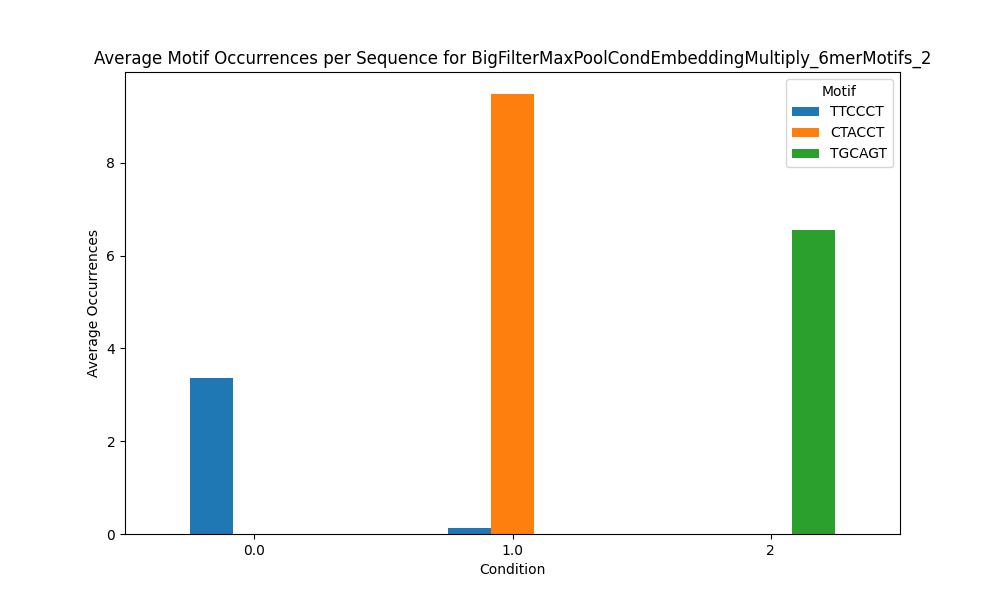 Average Motif Occurrences per Sequence for BigFilterMaxPoolCondEmbeddingMultiply_6merMotifs_2
Motif
TTCCCT
CTACCT
TGCAGT
Average Occurrences
8
6
4
2
0
0.0
1.0
2
Condition